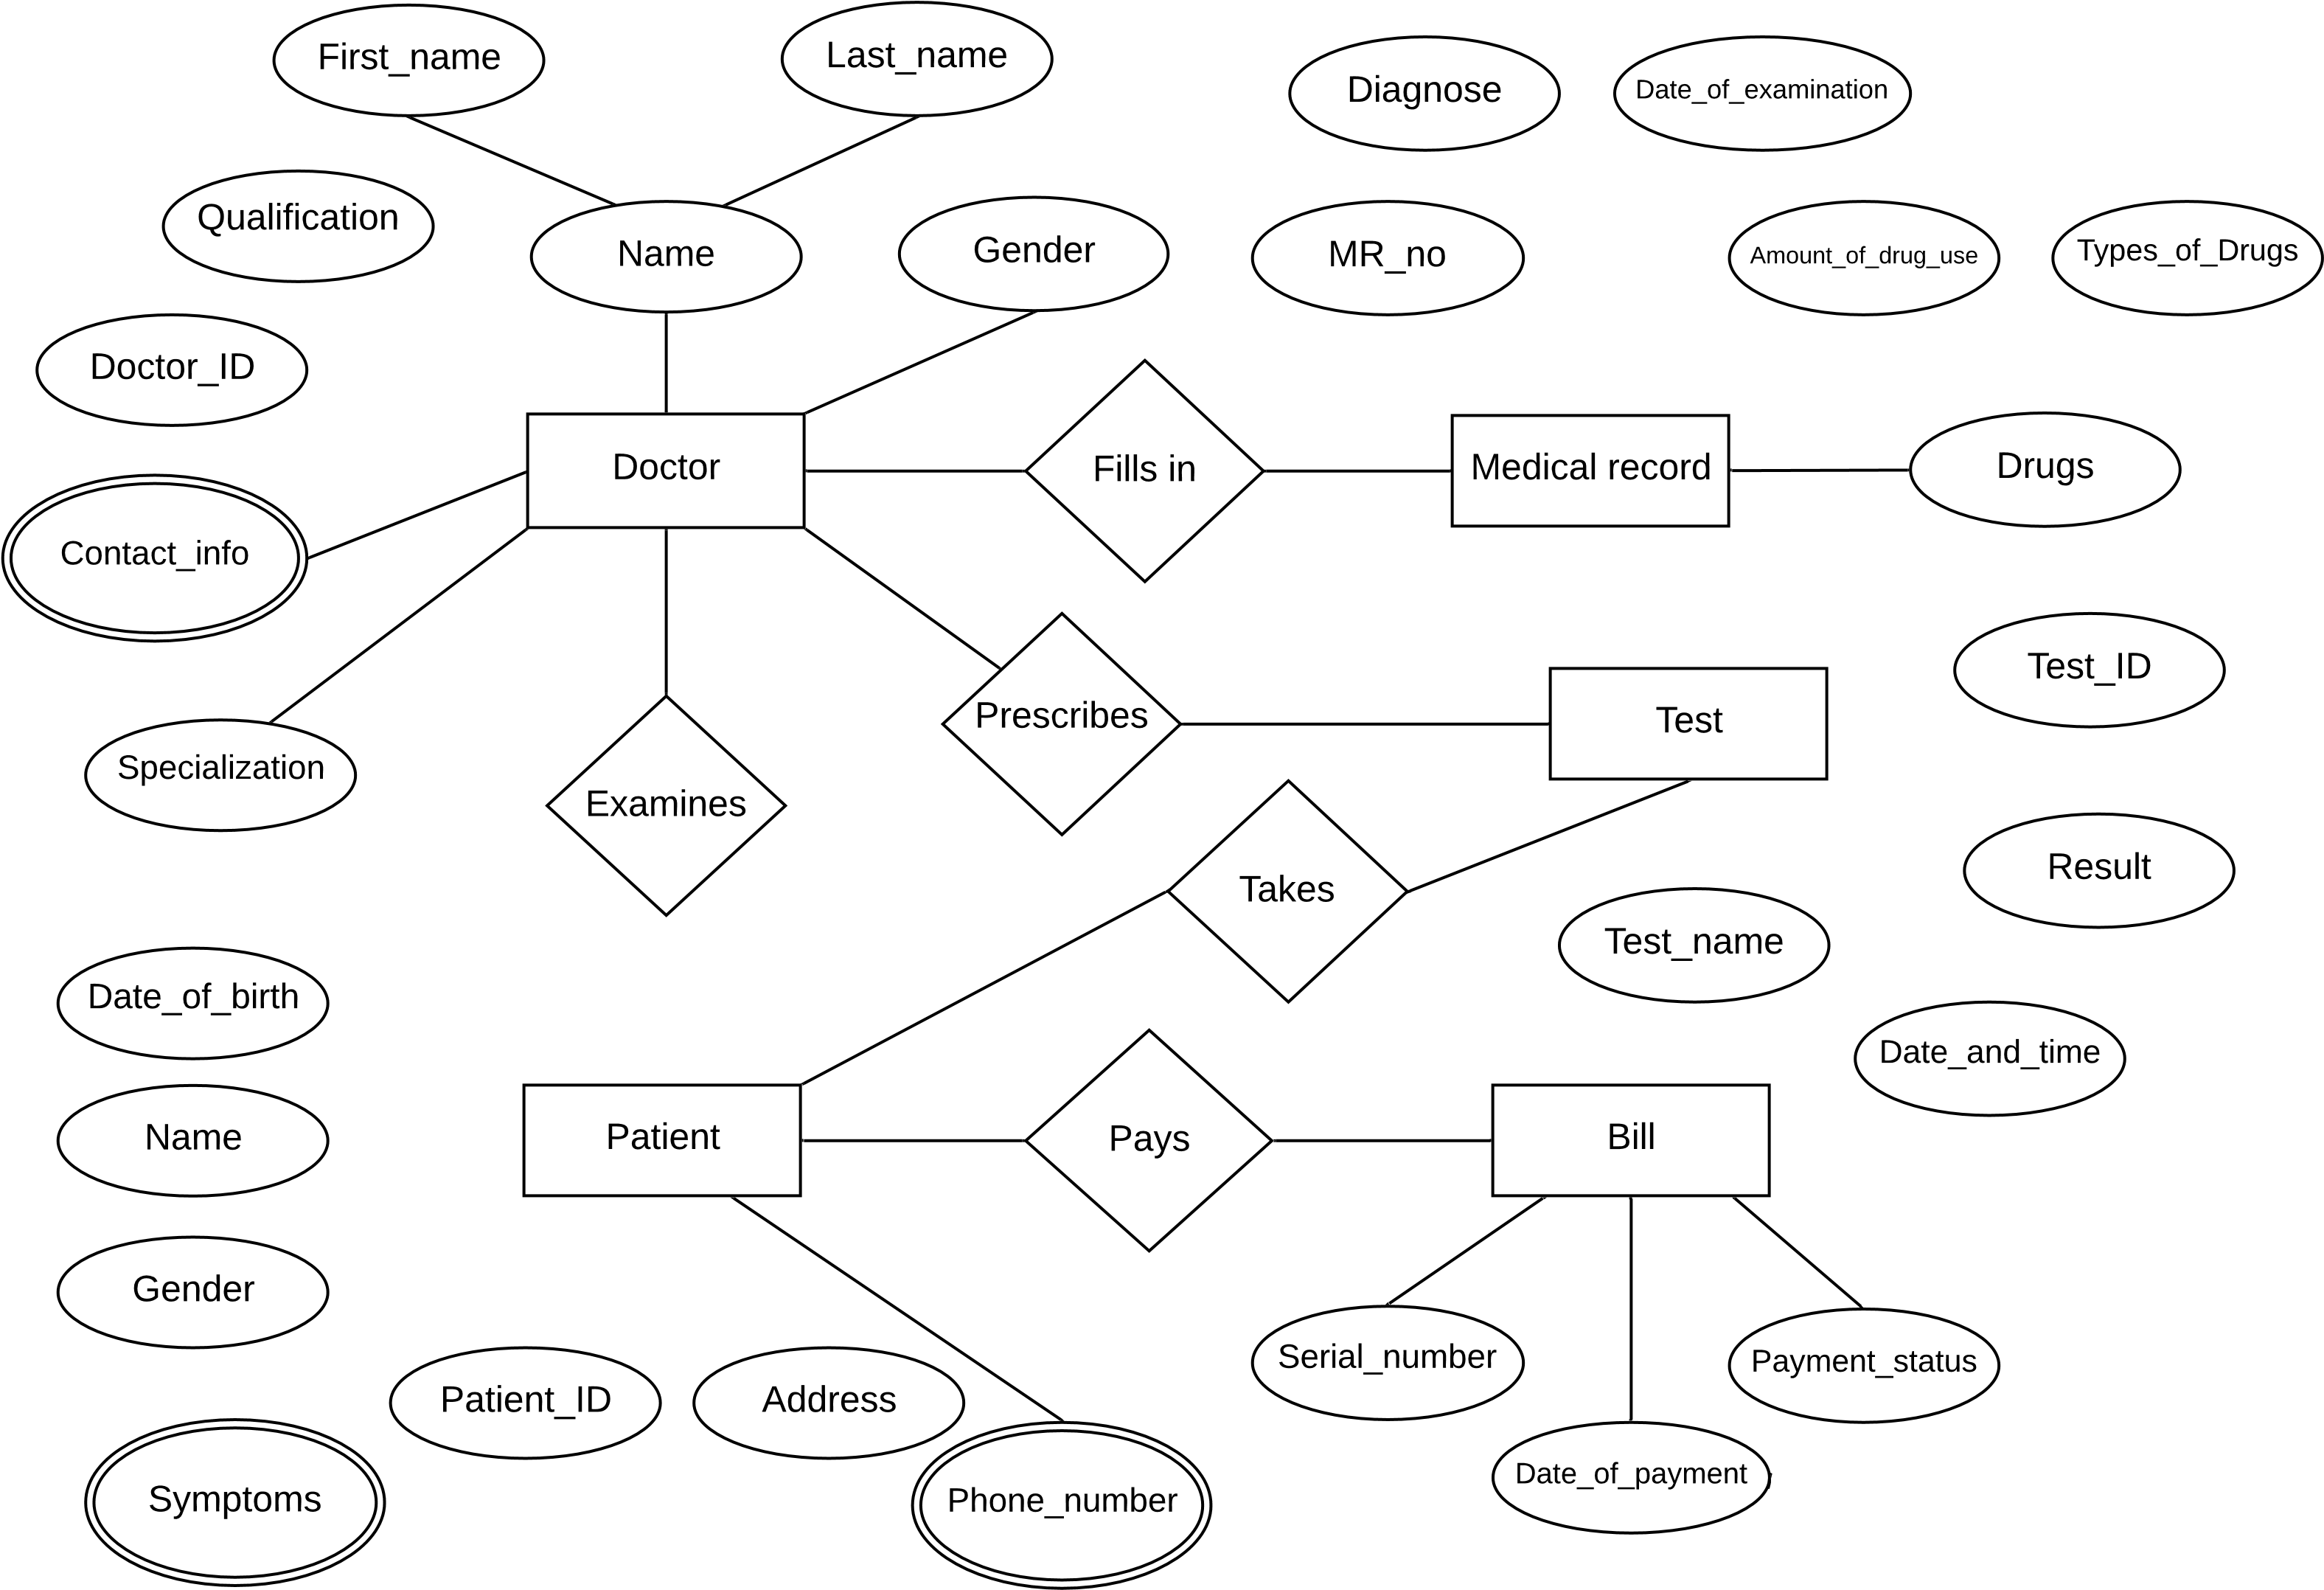 First_name
Last_name
Diagnose
Date_of_examination
Qualification
Name
Gender
MR_no
Amount_of_drug_use
Types_of_Drugs
Doctor_ID
Doctor
Fills in
Medical record
Drugs
Contact_info
Prescribes
Test
Test_ID
Specialization
Examines
Takes
Result
Test_name
Date_of_birth
Date_and_time
Name
Patient
Pays
Bill
Gender
Serial_number
Payment_status
Patient_ID
Address
Symptoms
Phone_number
Date_of_payment